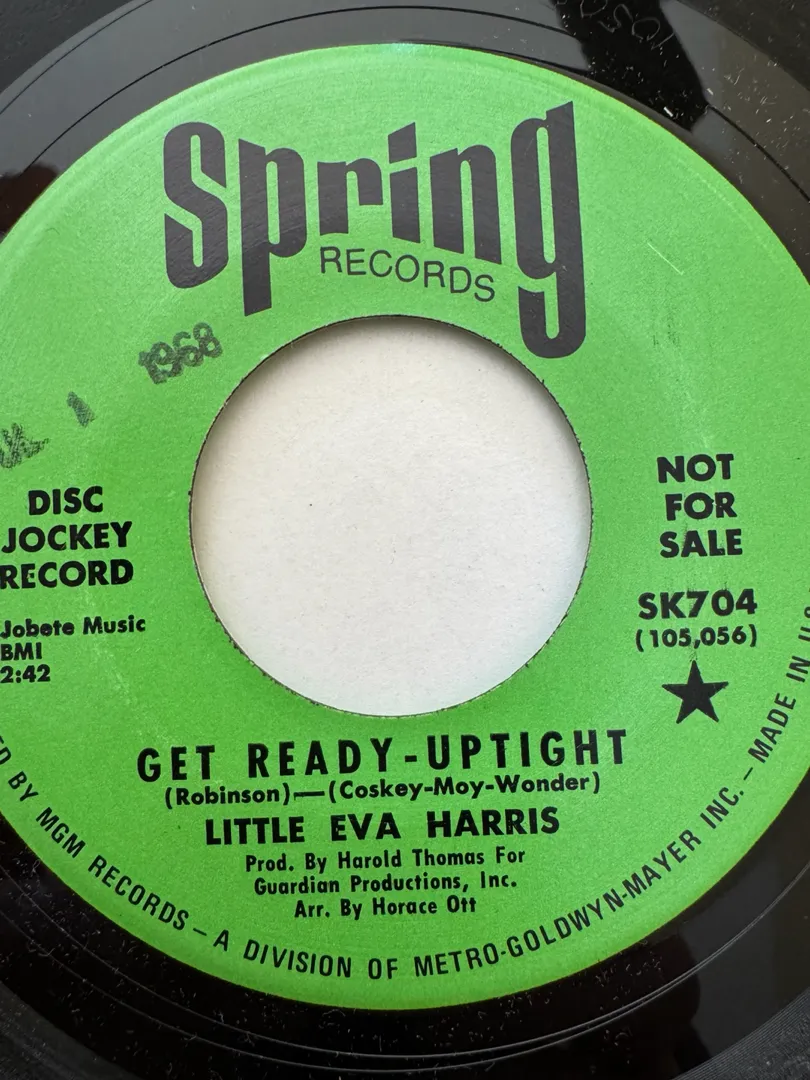 Spring
RECORDS
1 1968
DISC
JOCKEY
RECORD
Jobete Music
BMI
2:42
NOT
FOR
SALE
SK704
(105,056)
GET READY-UPTIGHT
(Robinson)—(Coskey-Moy-Wonder)
LITTLE EVA HARRIS
Prod. By Harold Thomas For
Guardian Productions, Inc.
Arr. By Horace Ott
BY MGM RECORDS – A DIVISION OF METRO-GOLDWYN-MAYER INC. – MADE IN